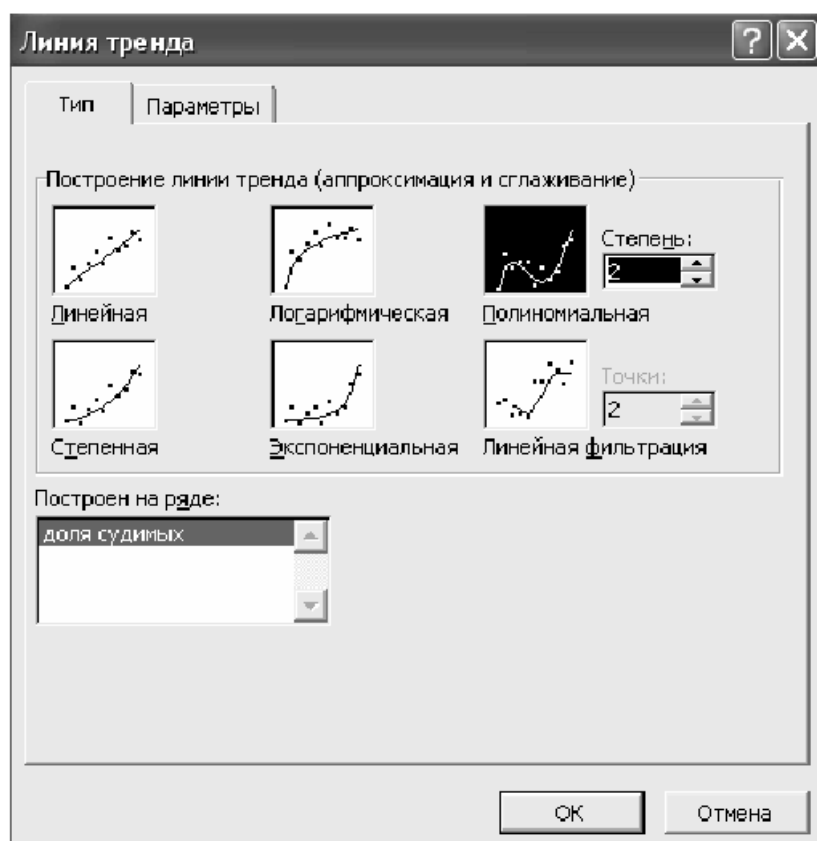 Линия тренда
Тип
Параметры
Построение линии тренда (аппроксимация и сглаживание)
Линейная
Логарифмическая
Полиномиальная
Степень:
2
Степенная
Экспоненциальная
Линейная фильтрация
Точки:
2
Построен на ряде:
доля судимых
ОК
Отмена